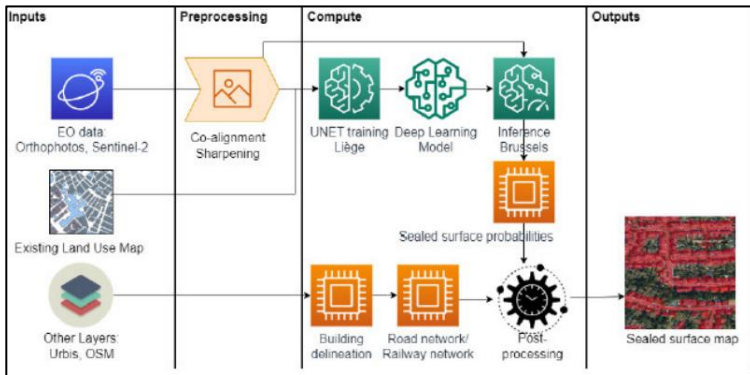 Inputs
Preprocessing
Compute
Outputs
EO data:
Orthophotos, Sentinel-2
Co-alignment
Sharpening
UNET training
Liège
Deep Learning
Model
Inference
Brussels
Existing Land Use Map
Sealed surface probabilities
Other Layers:
Urbis, OSM
Building
delineation
Road network/
Railway network
Post-
processing
Sealed surface map